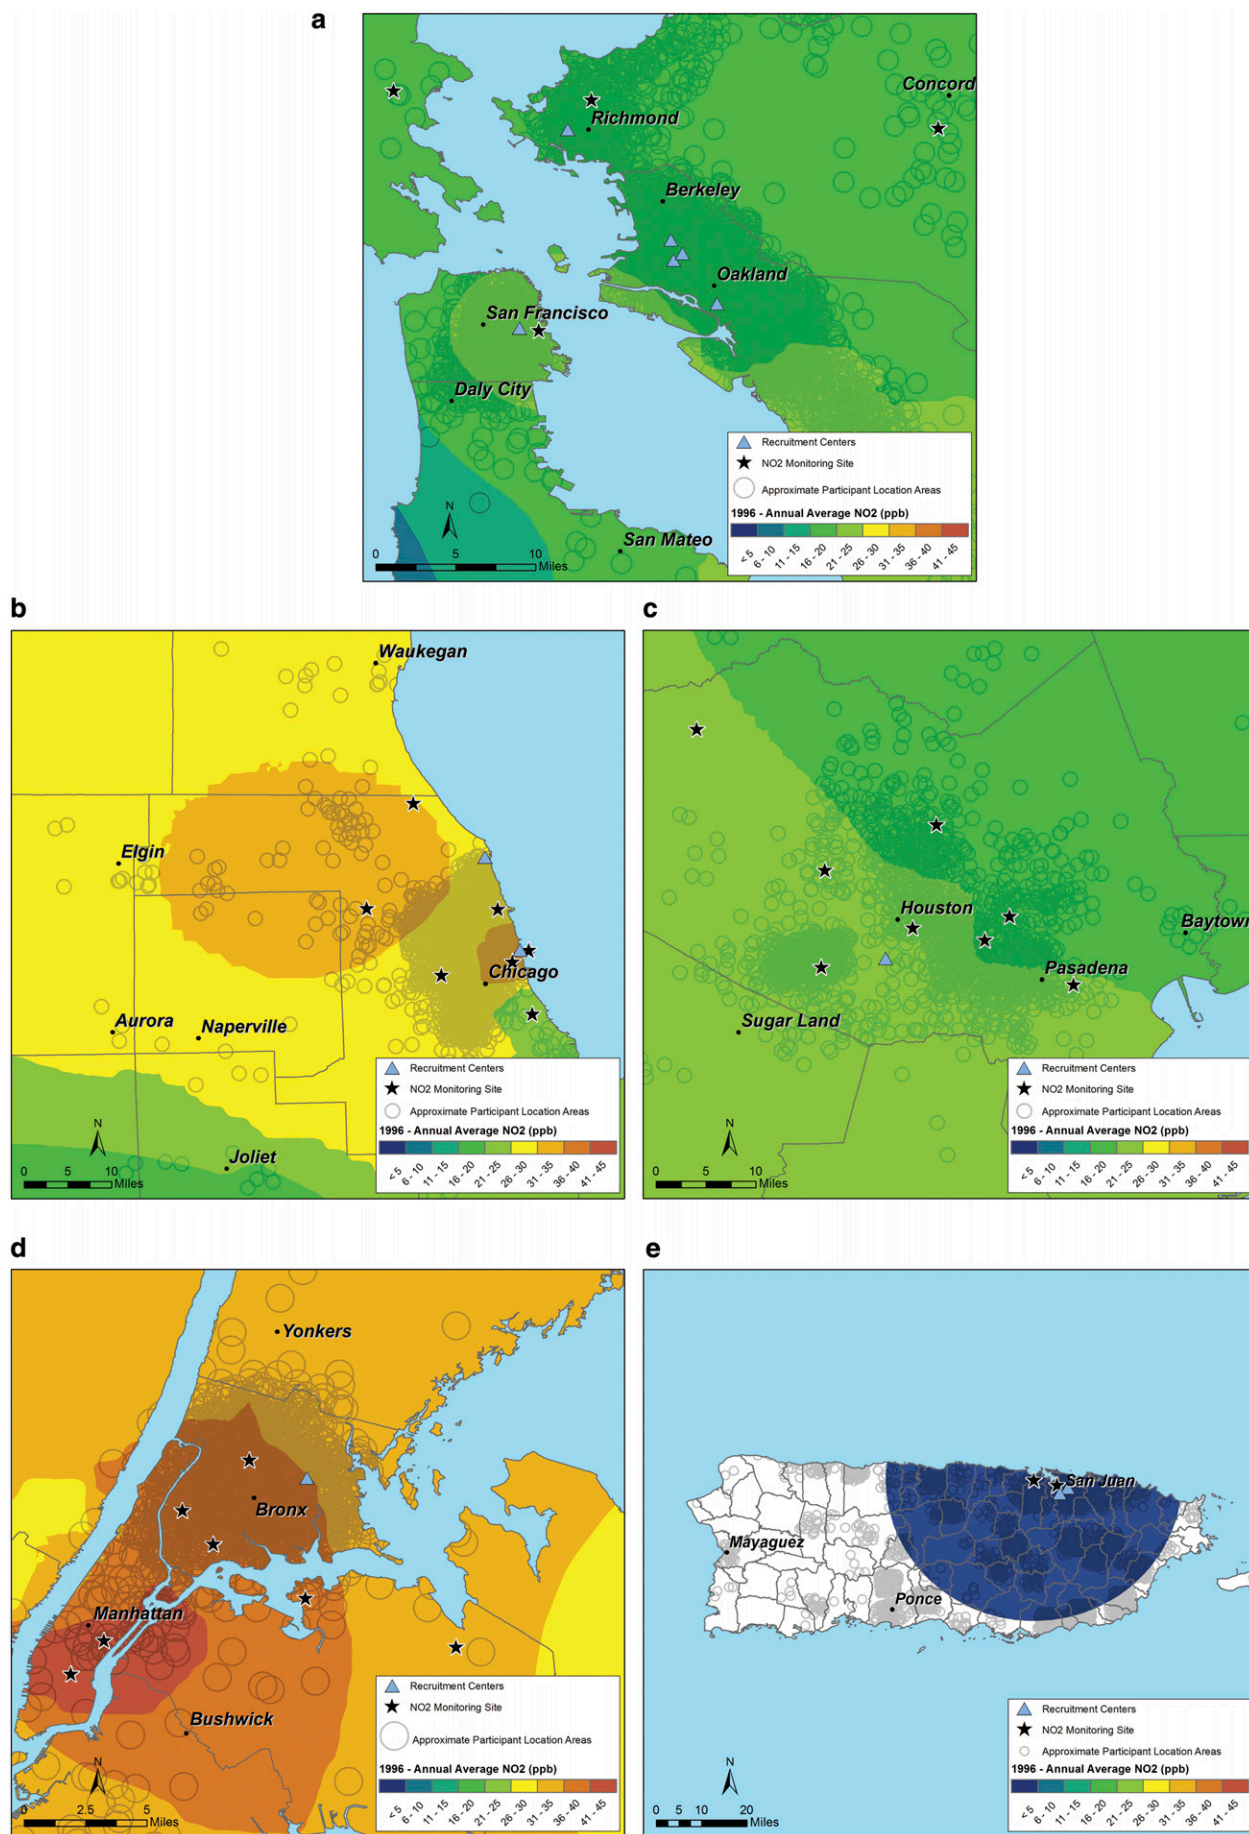 a
Concord
Richmond
Berkeley
Oakland
San Francisco
Daly City
San Mateo
N
0 5 10
Miles
Recruitment Centers
NO2 Monitoring Site
Approximate Participant Location Areas
1996 - Annual Average NO2 (ppb)
< 5 6 - 10 11 - 15 16 - 20 21 - 25 26 - 30 31 - 35 36 - 40 41 - 45
b
Waukegan
Elgin
Chicago
Aurora
Naperville
Joliet
N
0 5 10
Miles
Recruitment Centers
NO2 Monitoring Site
Approximate Participant Location Areas
1996 - Annual Average NO2 (ppb)
< 5 6 - 10 11 - 15 16 - 20 21 - 25 26 - 30 31 - 35 36 - 40 41 - 45
c
Houston
Baytown
Pasadena
Sugar Land
N
0 5 10
Miles
Recruitment Centers
NO2 Monitoring Site
Approximate Participant Location Areas
1996 - Annual Average NO2 (ppb)
< 5 6 - 10 11 - 15 16 - 20 21 - 25 26 - 30 31 - 35 36 - 40 41 - 45
d
Yonkers
Bronx
Manhattan
Bushwick
N
0 2.5 5
Miles
Recruitment Centers
NO2 Monitoring Site
Approximate Participant Location Areas
1996 - Annual Average NO2 (ppb)
< 5 6 - 10 11 - 15 16 - 20 21 - 25 26 - 30 31 - 35 36 - 40 41 - 45
e
San Juan
Mayaguez
Ponce
N
0 5 10 20
Miles
Recruitment Centers
NO2 Monitoring Site
Approximate Participant Location Areas
1996 - Annual Average NO2 (ppb)
< 5 6 - 10 11 - 15 16 - 20 21 - 25 26 - 30 31 - 35 36 - 40 41 - 45